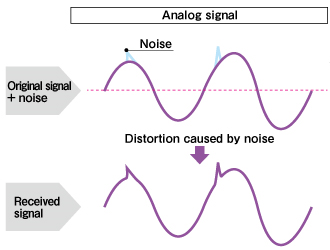 Analog signal
Noise
Original signal
+ noise
Distortion caused by noise
Received
signal